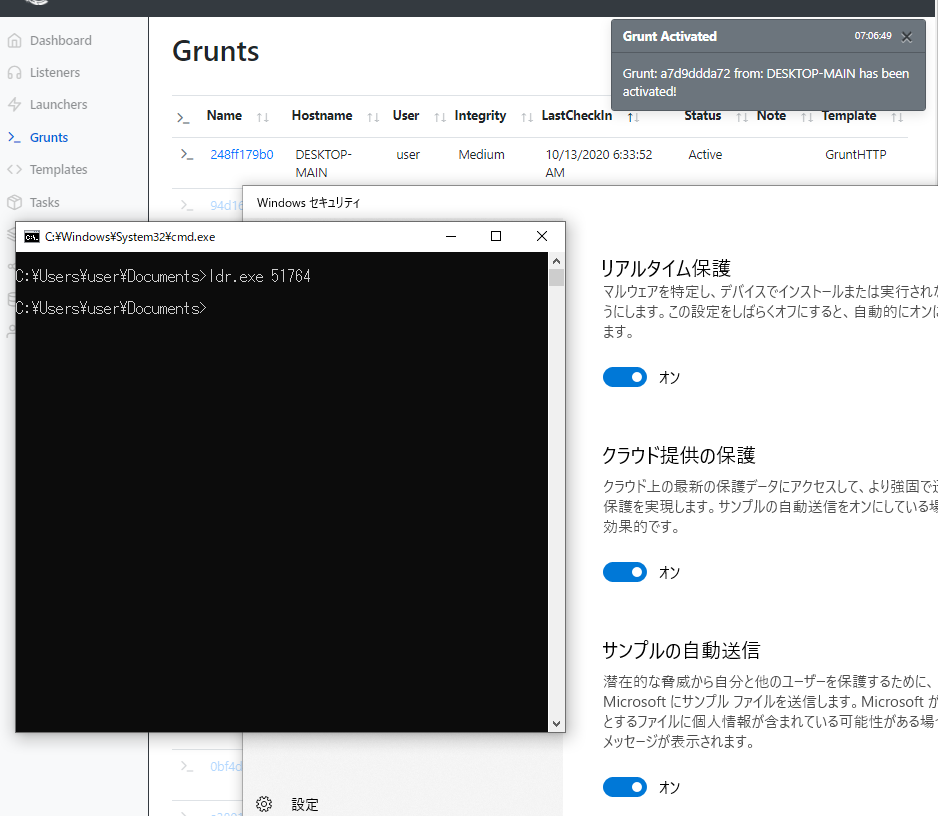 Dashboard
Listeners
Launchers
Grunts
Templates
Tasks
Grunts
Grunt Activated
07:06:49
Grunt: a7d9ddda72 from: DESKTOP-MAIN has been
activated!
Name Hostname User Integrity LastCheckIn Status Note Template
248ff179b0 DESKTOP-MAIN user Medium 10/13/2020 6:33:52 AM Active GruntHTTP
94d16
Windows セキュリティ
C:¥Windows¥System32¥cmd.exe
C:¥Users¥user¥Documents>ldr.exe 51764
C:¥Users¥user¥Documents>
リアルタイム保護
マルウェアを特定し、デバイスでインストールまたは実行され
うにします。この設定をしばらくオフにすると、自動的にオンに
ます。
オン
クラウド提供の保護
クラウド上の最新の保護データにアクセスして、より強固で
保護を実現します。サンプルの自動送信をオンにしている
効果的です。
オン
サンプルの自動送信
潜在的な脅威から自分と他のユーザーを保護するために、
Microsoft にサンプル ファイルを送信します。Microsoft が
とするファイルに個人情報が含まれている可能性がある場
メッセージが表示されます。
オン
0bf4d
設定